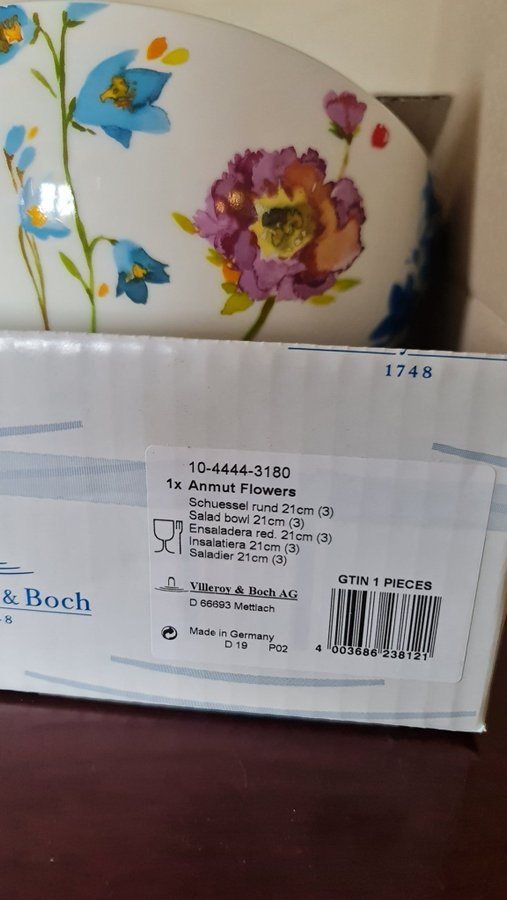 1748
10-4444-3180
1x Anmut Flowers
Schuessel rund 21cm (3)
Salad bowl 21cm (3)
Ensaladera red. 21cm (3)
Insalatiera 21cm (3)
Saladier 21cm (3)
& Boch
8
Villeroy & Boch AG
D 66693 Mettlach
Made in Germany
D 19 P02
GTIN 1 PIECES
4 003686 238121